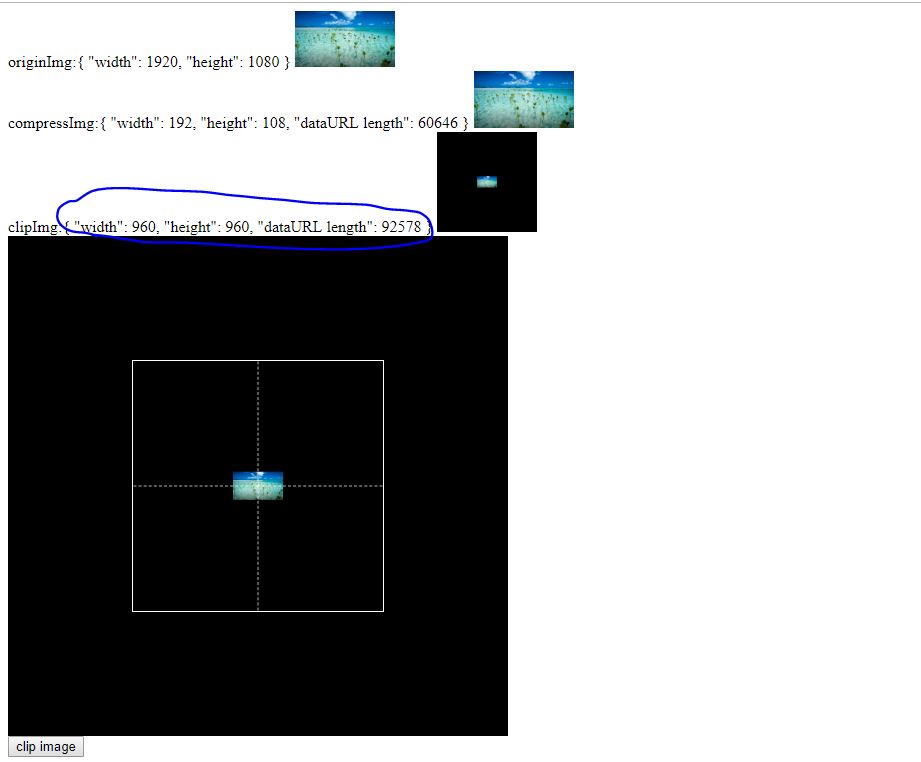 originImg:{ "width": 1920, "height": 1080 }
compressImg:{ "width": 192, "height": 108, "dataURL length": 60646 }
clipImg:{ "width": 960, "height": 960, "dataURL length": 92578 }
clip image